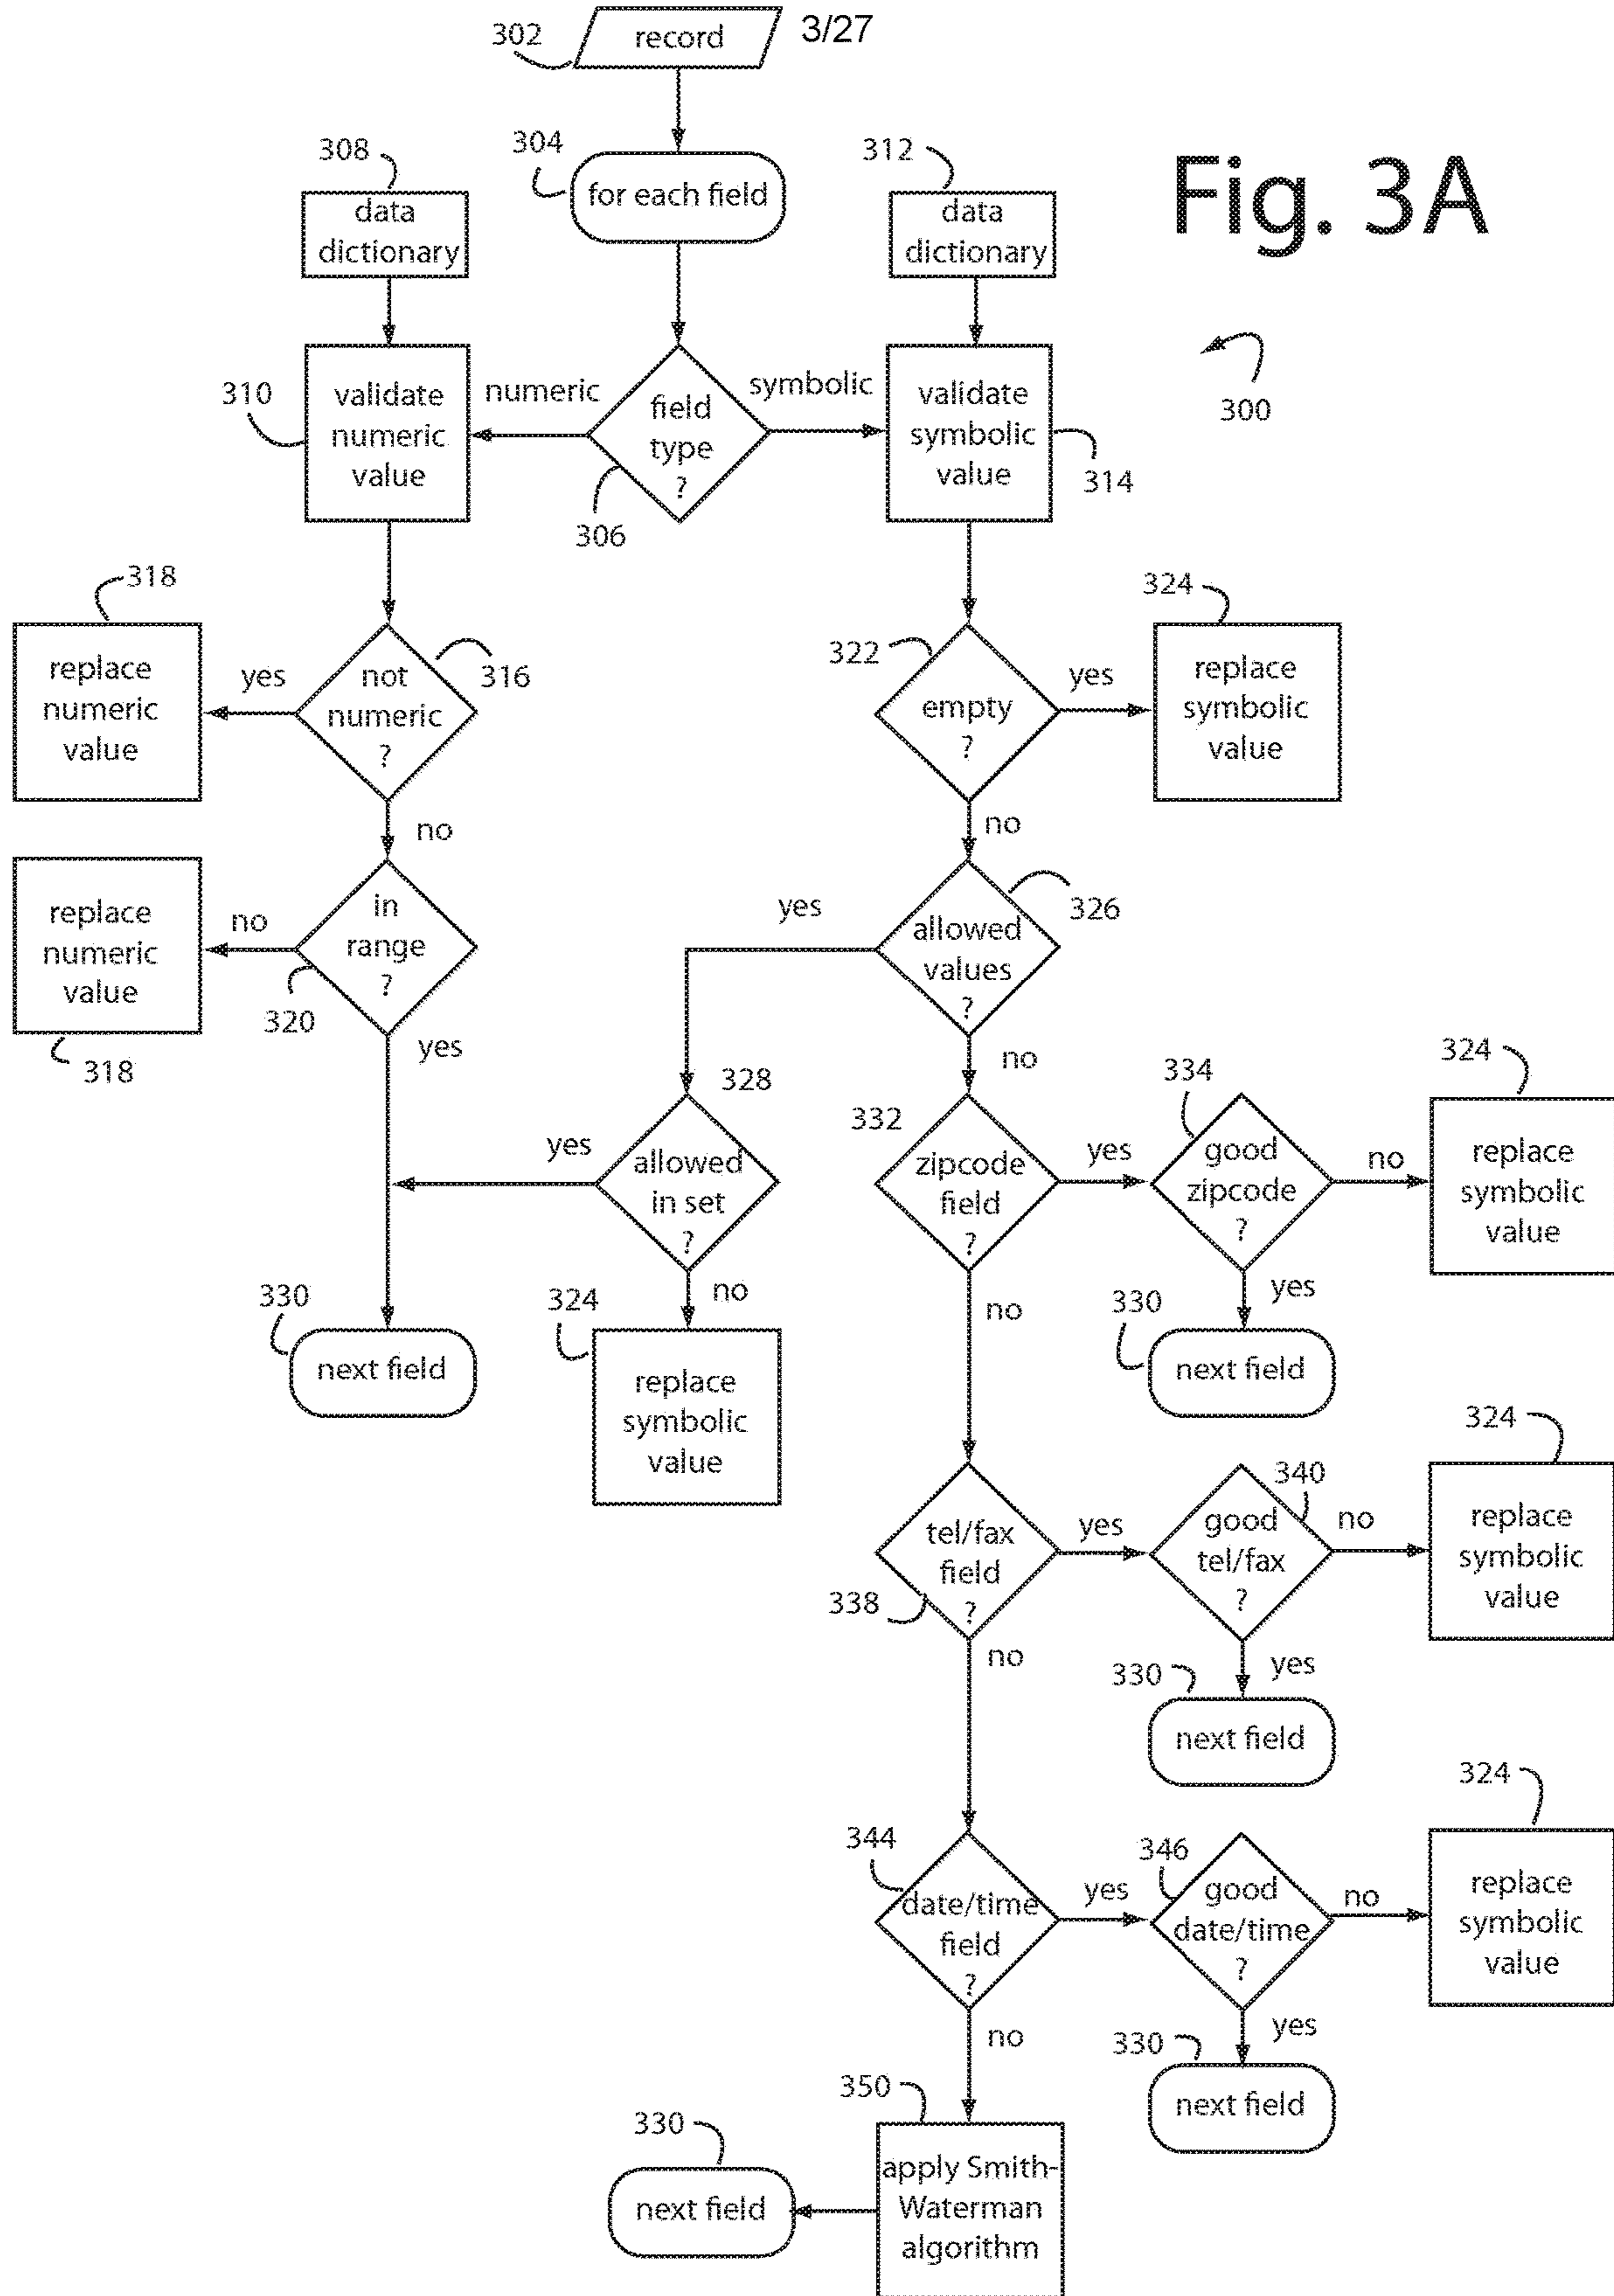 302
record
3/27
304
for each field
308
data
dictionary
312
data
dictionary
Fig. 3A
300
310
validate
numeric
value
numeric
field
type
?
306
symbolic
validate
symbolic
value
314
318
replace
numeric
value
yes
not
numeric
?
316
322
empty
?
yes
324
replace
symbolic
value
no
no
replace
numeric
value
318
no
in
range
?
320
yes
yes
allowed
values
?
326
no
328
allowed
in set
?
yes
no
330
next field
324
replace
symbolic
value
332
zipcode
field
?
yes
334
good
zipcode
?
no
324
replace
symbolic
value
no
yes
330
next field
tel/fax
field
?
338
yes
340
good
tel/fax
?
no
324
replace
symbolic
value
no
yes
330
next field
344
date/time
field
?
yes
346
good
date/time
?
no
324
replace
symbolic
value
no
yes
330
next field
350
apply Smith-
Waterman
algorithm
330
next field